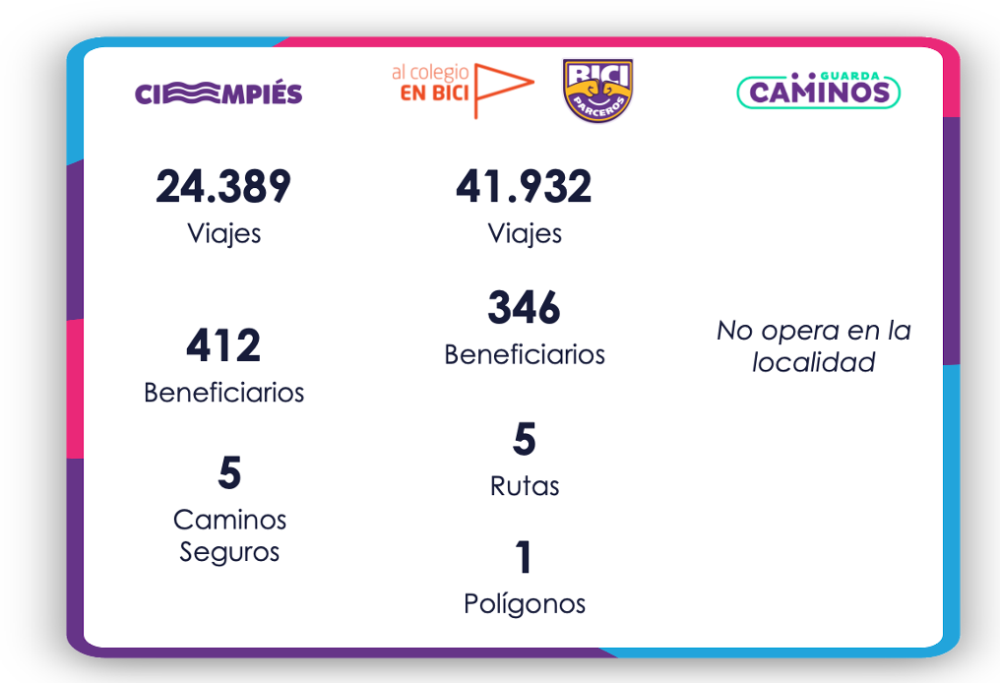 CIEMPIÉS
al colegio
EN BICI
BICI
PARCEROS
GUARDA
CAMINOS
24.389
Viajes
412
Beneficiarios
5
Caminos
Seguros
41.932
Viajes
346
Beneficiarios
5
Rutas
1
Polígonos
No opera en la
localidad